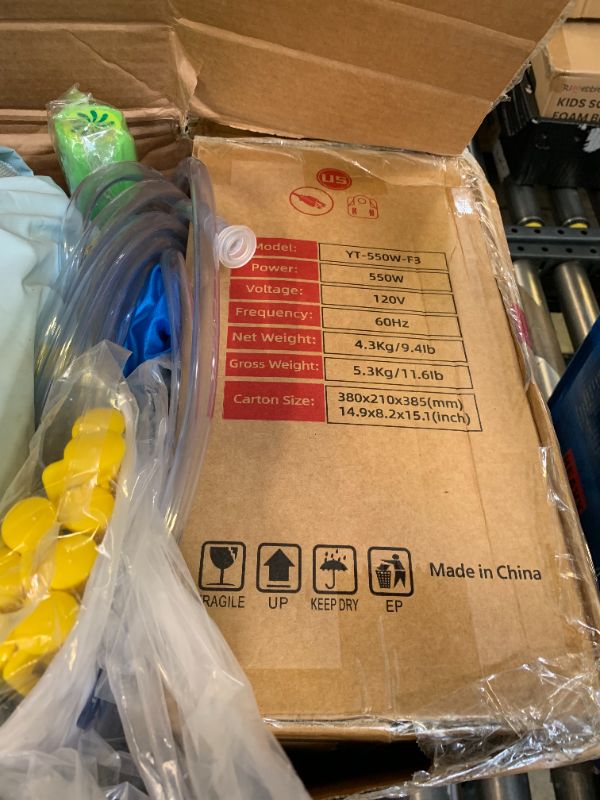 US
Model: YT-550W-F3
Power: 550W
Voltage: 120V
Frequency: 60Hz
Net Weight: 4.3Kg/9.4lb
Gross Weight: 5.3Kg/11.6lb
Carton Size: 380x210x385(mm)
14.9x8.2x15.1(inch)
FRAGILE UP KEEP DRY EP
Made in China
KIDS SO
FOAM B